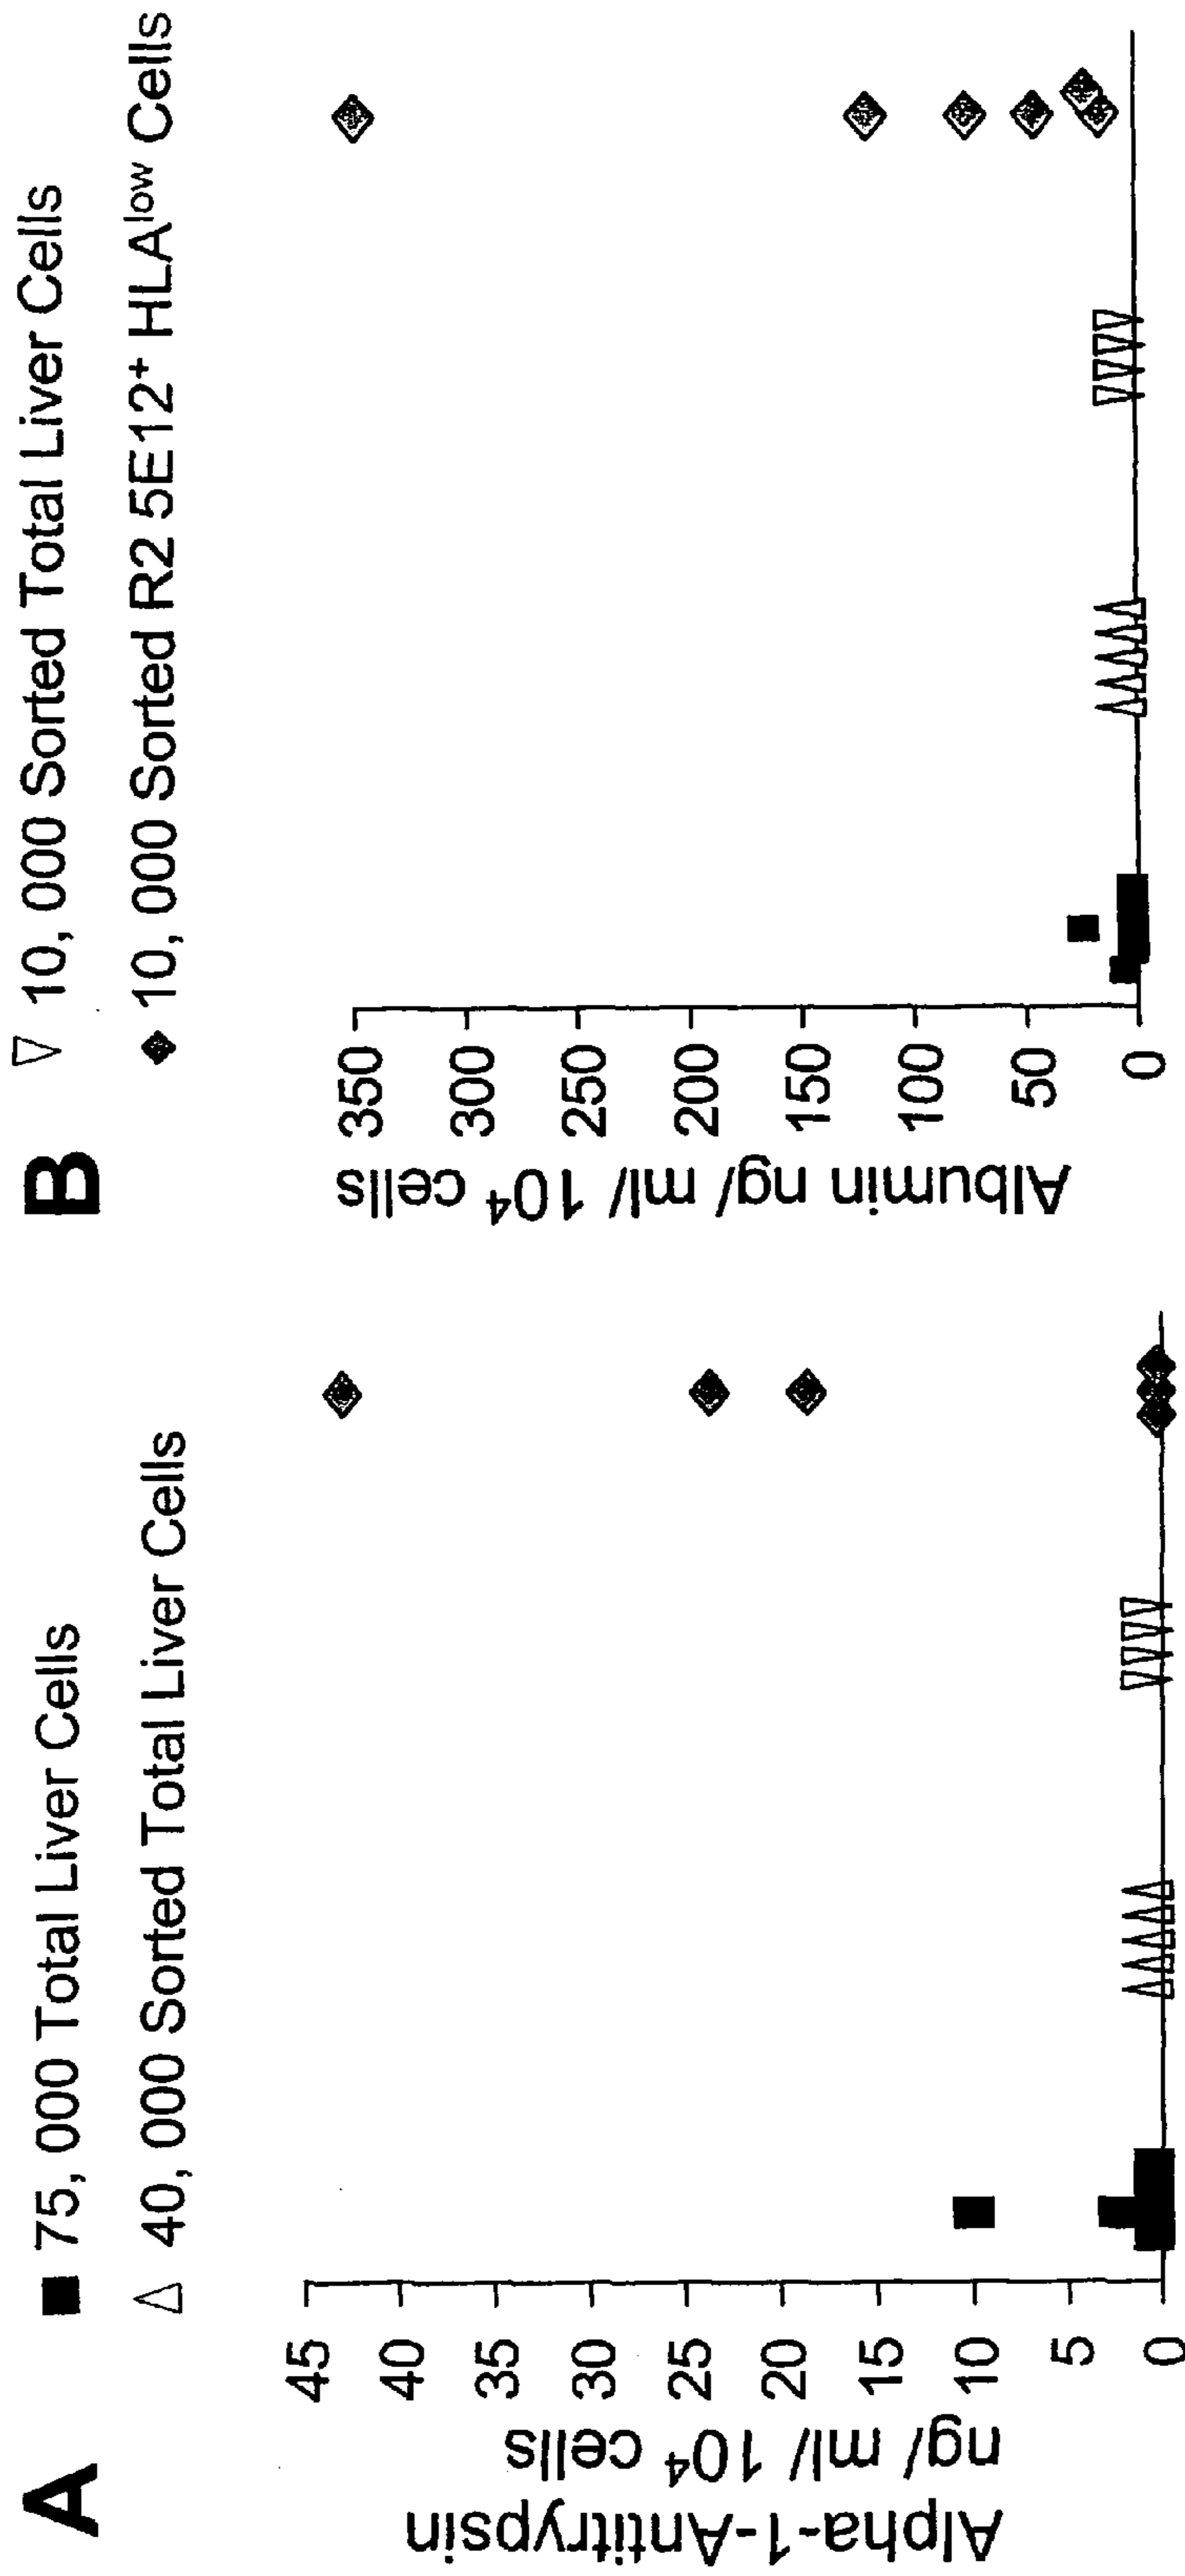 A
■ 75, 000 Total Liver Cells
△ 40, 000 Sorted Total Liver Cells
Alpha-1-Antitrypsin
ng/ ml/ 10⁴ cells
45
40
35
30
25
20
15
10
5
0
B
▽ 10, 000 Sorted Total Liver Cells
◆ 10, 000 Sorted R2 5E12⁺ HLAˡᵒʷ Cells
Albumin ng/ ml/ 10⁴ cells
350
300
250
200
150
100
50
0